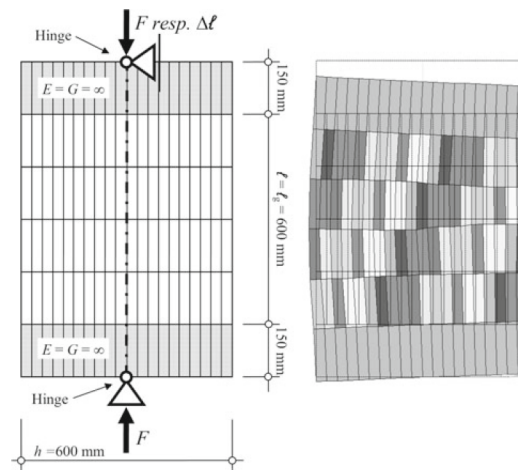 F resp. Δℓ
Hinge
E = G = ∞
150 mm
ℓ = ℓg = 600 mm
150 mm
E = G = ∞
Hinge
F
h =600 mm